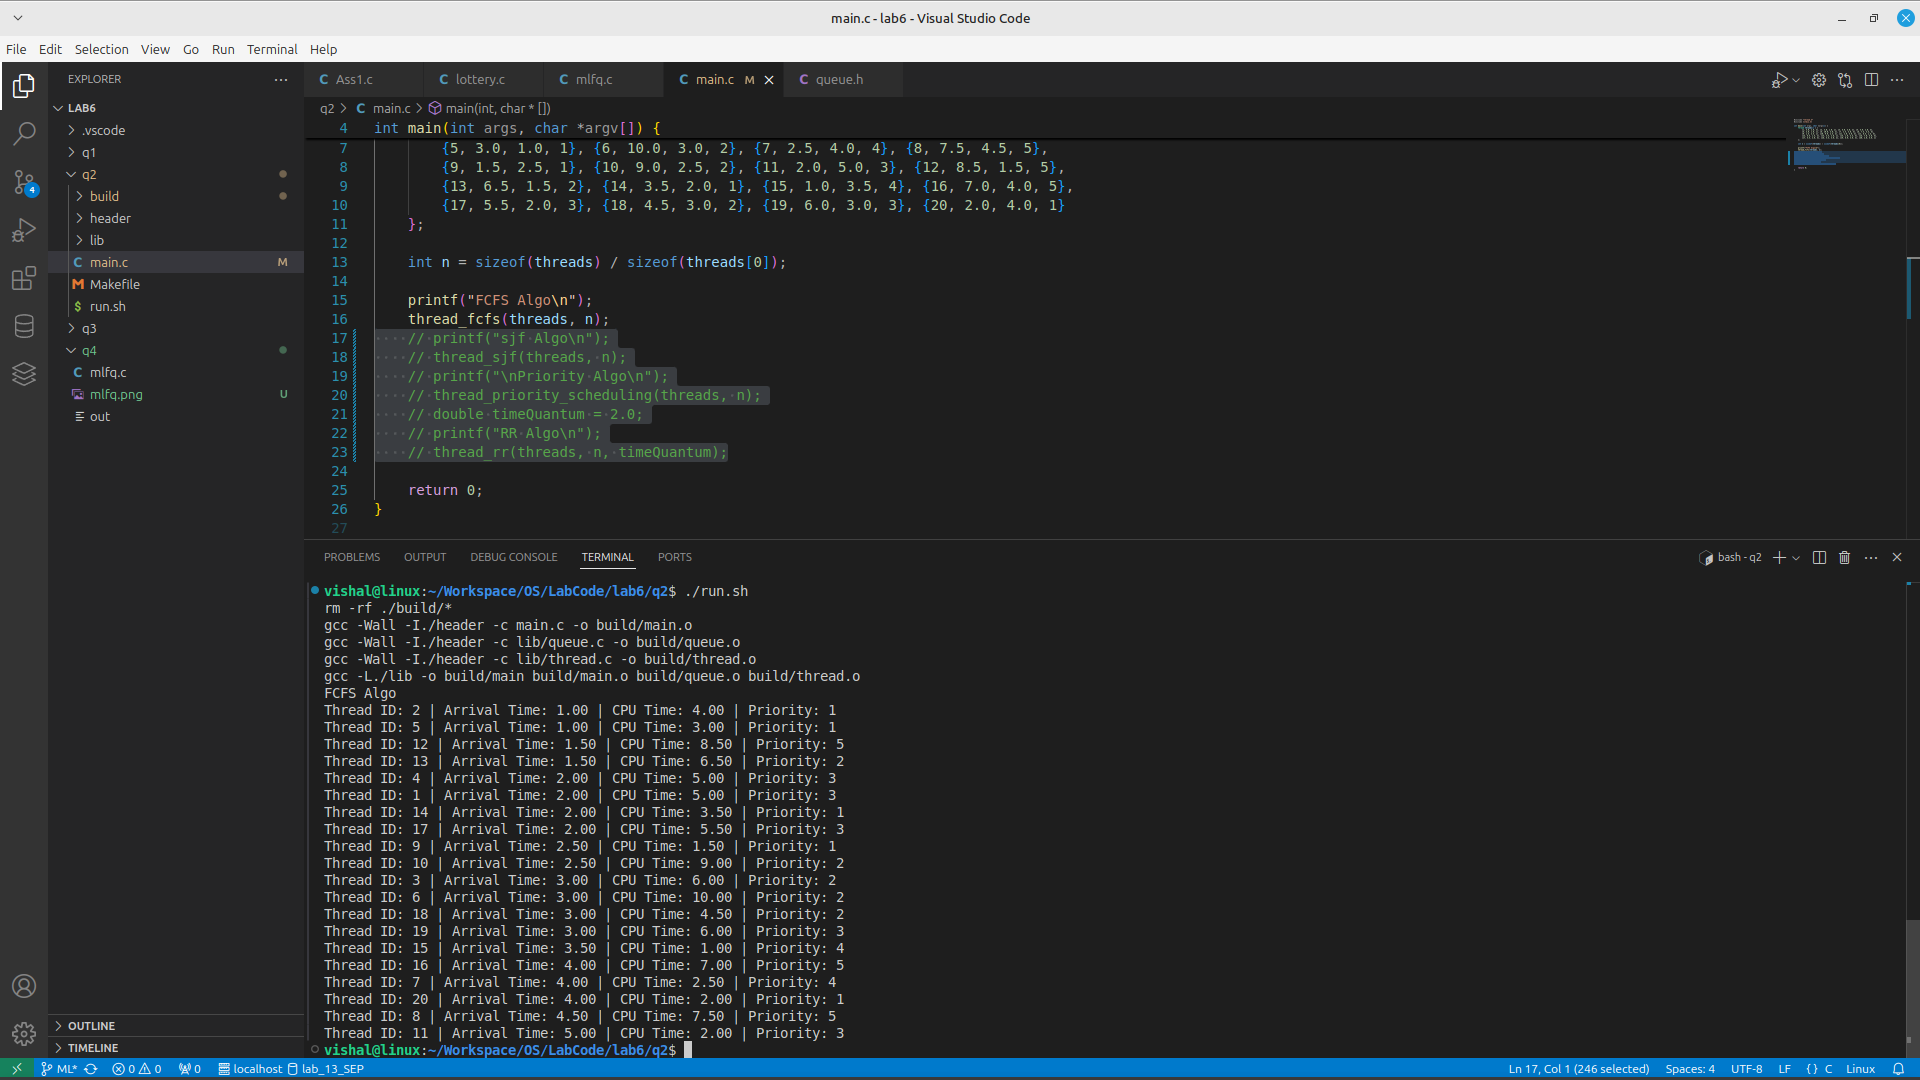 main.c - lab6 - Visual Studio Code
File Edit Selection View Go Run Terminal Help
EXPLORER
LAB6
.vscode
q1
q2
build
header
lib
main.c M
Makefile
run.sh
q3
q4
mlfq.c
mlfq.png U
out
OUTLINE
TIMELINE
4
Ass1.c lottery.c mlfq.c main.c M queue.h
q2 > main.c > main(int, char * [])
4 int main(int args, char *argv[]) {
7 {5, 3.0, 1.0, 1}, {6, 10.0, 3.0, 2}, {7, 2.5, 4.0, 4}, {8, 7.5, 4.5, 5},
8 {9, 1.5, 2.5, 1}, {10, 9.0, 2.5, 2}, {11, 2.0, 5.0, 3}, {12, 8.5, 1.5, 5},
9 {13, 6.5, 1.5, 2}, {14, 3.5, 2.0, 1}, {15, 1.0, 3.5, 4}, {16, 7.0, 4.0, 5},
10 {17, 5.5, 2.0, 3}, {18, 4.5, 3.0, 2}, {19, 6.0, 3.0, 3}, {20, 2.0, 4.0, 1}
11 };
12
13 int n = sizeof(threads) / sizeof(threads[0]);
14
15 printf("FCFS Algo\n");
16 thread_fcfs(threads, n);
17 // printf("sjf Algo\n");
18 // thread_sjf(threads, n);
19 // printf("\nPriority Algo\n");
20 // thread_priority_scheduling(threads, n);
21 // double timeQuantum = 2.0;
22 // printf("RR Algo\n");
23 // thread_rr(threads, n, timeQuantum);
24
25 return 0;
26 }
27
PROBLEMS OUTPUT DEBUG CONSOLE TERMINAL PORTS
bash - q2
vishal@linux:~/Workspace/OS/LabCode/lab6/q2$ ./run.sh
rm -rf ./build/*
gcc -Wall -I./header -c main.c -o build/main.o
gcc -Wall -I./header -c lib/queue.c -o build/queue.o
gcc -Wall -I./header -c lib/thread.c -o build/thread.o
gcc -L./lib -o build/main build/main.o build/queue.o build/thread.o
FCFS Algo
Thread ID: 2 | Arrival Time: 1.00 | CPU Time: 4.00 | Priority: 1
Thread ID: 5 | Arrival Time: 1.00 | CPU Time: 3.00 | Priority: 1
Thread ID: 12 | Arrival Time: 1.50 | CPU Time: 8.50 | Priority: 5
Thread ID: 13 | Arrival Time: 1.50 | CPU Time: 6.50 | Priority: 2
Thread ID: 4 | Arrival Time: 2.00 | CPU Time: 5.00 | Priority: 3
Thread ID: 1 | Arrival Time: 2.00 | CPU Time: 5.00 | Priority: 3
Thread ID: 14 | Arrival Time: 2.00 | CPU Time: 3.50 | Priority: 1
Thread ID: 17 | Arrival Time: 2.00 | CPU Time: 5.50 | Priority: 3
Thread ID: 9 | Arrival Time: 2.50 | CPU Time: 1.50 | Priority: 1
Thread ID: 10 | Arrival Time: 2.50 | CPU Time: 9.00 | Priority: 2
Thread ID: 3 | Arrival Time: 3.00 | CPU Time: 6.00 | Priority: 2
Thread ID: 6 | Arrival Time: 3.00 | CPU Time: 10.00 | Priority: 2
Thread ID: 18 | Arrival Time: 3.00 | CPU Time: 4.50 | Priority: 2
Thread ID: 19 | Arrival Time: 3.00 | CPU Time: 6.00 | Priority: 3
Thread ID: 15 | Arrival Time: 3.50 | CPU Time: 1.00 | Priority: 4
Thread ID: 16 | Arrival Time: 4.00 | CPU Time: 7.00 | Priority: 5
Thread ID: 7 | Arrival Time: 4.00 | CPU Time: 2.50 | Priority: 4
Thread ID: 20 | Arrival Time: 4.00 | CPU Time: 2.00 | Priority: 1
Thread ID: 8 | Arrival Time: 4.50 | CPU Time: 7.50 | Priority: 5
Thread ID: 11 | Arrival Time: 5.00 | CPU Time: 2.00 | Priority: 3
vishal@linux:~/Workspace/OS/LabCode/lab6/q2$
ML* 0 0 0 localhost lab_13_SEP Ln 17, Col 1 (246 selected) Spaces: 4 UTF-8 LF {} C Linux